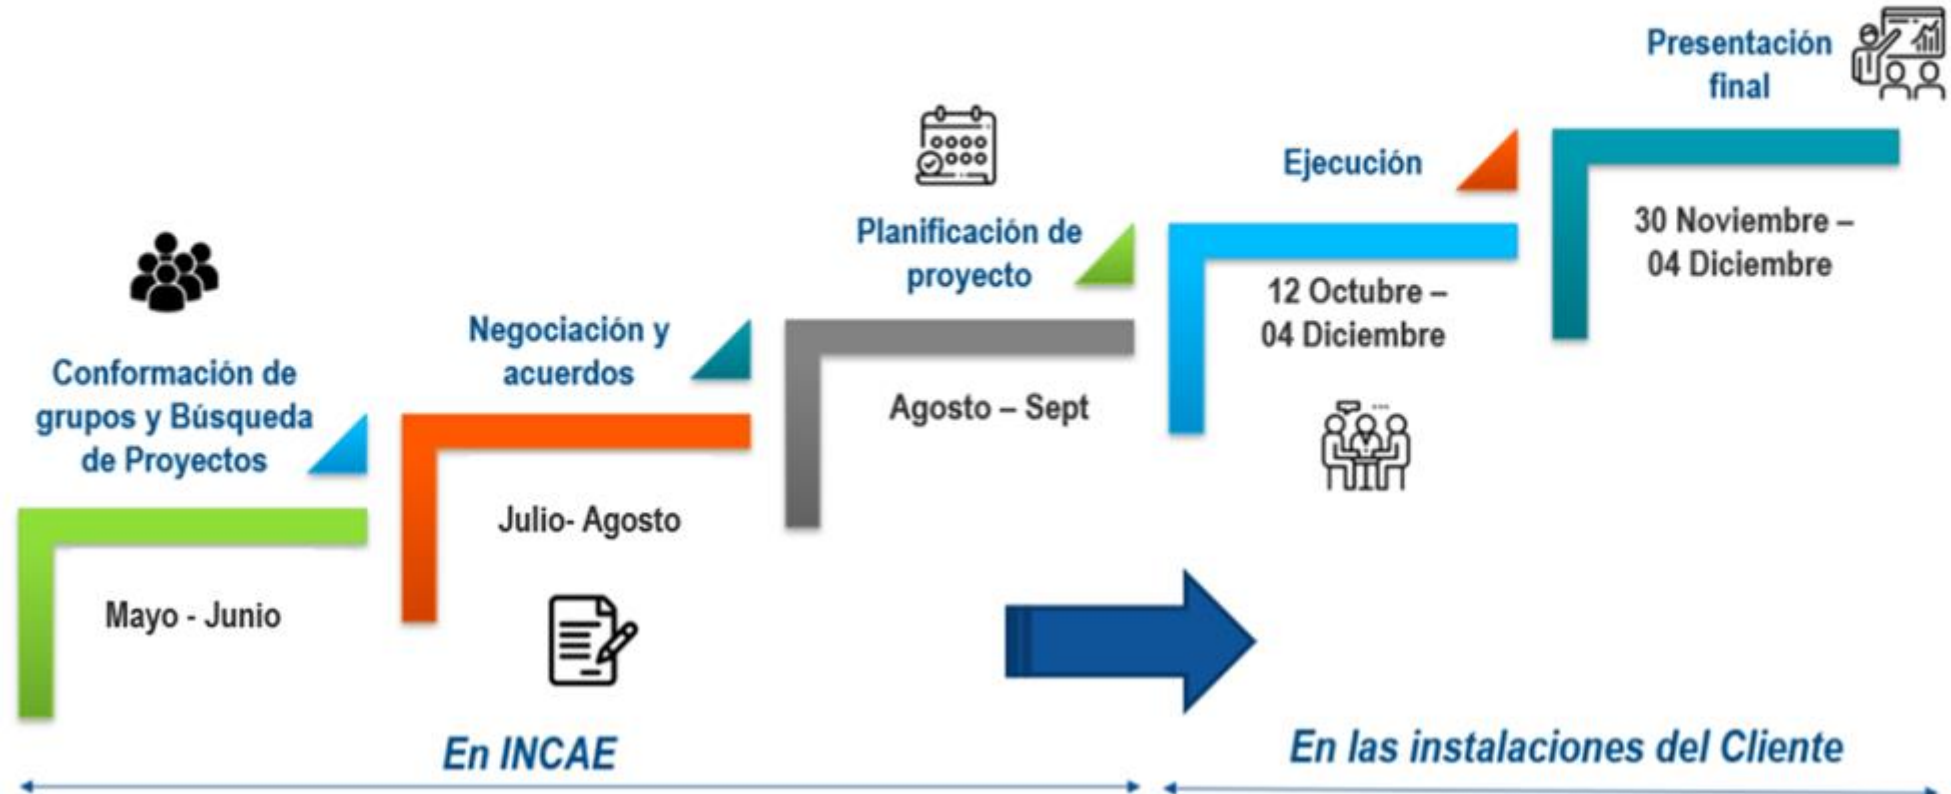 Conformación de
grupos y Búsqueda
de Proyectos
Mayo - Junio
Negociación y
acuerdos
Julio- Agosto
Planificación de
proyecto
Agosto – Sept
Ejecución
12 Octubre –
04 Diciembre
Presentación
final
30 Noviembre –
04 Diciembre
En INCAE
En las instalaciones del Cliente